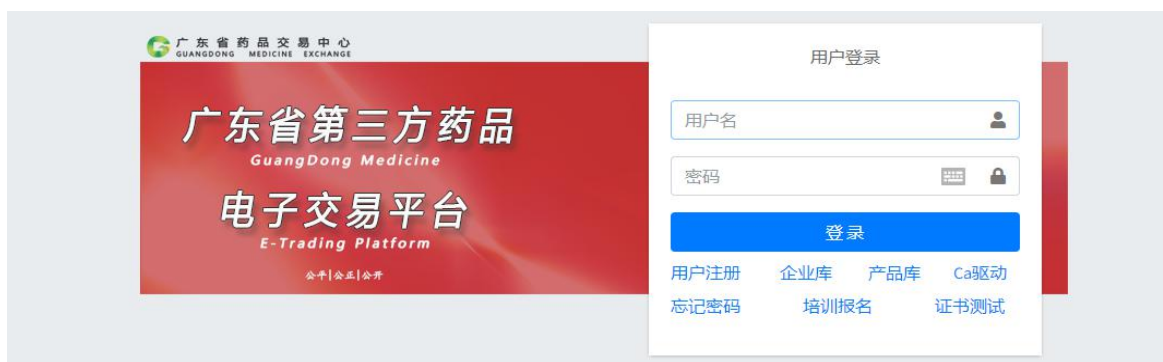 广东省药品交易中心
GUANGDONG MEDICINE EXCHANGE
广东省第三方药品
GuangDong Medicine
电子交易平台
E-Trading Platform
公平|公正|公开
用户登录
用户名
密码
登录
用户注册 企业库 产品库 Ca驱动
忘记密码 培训报名 证书测试